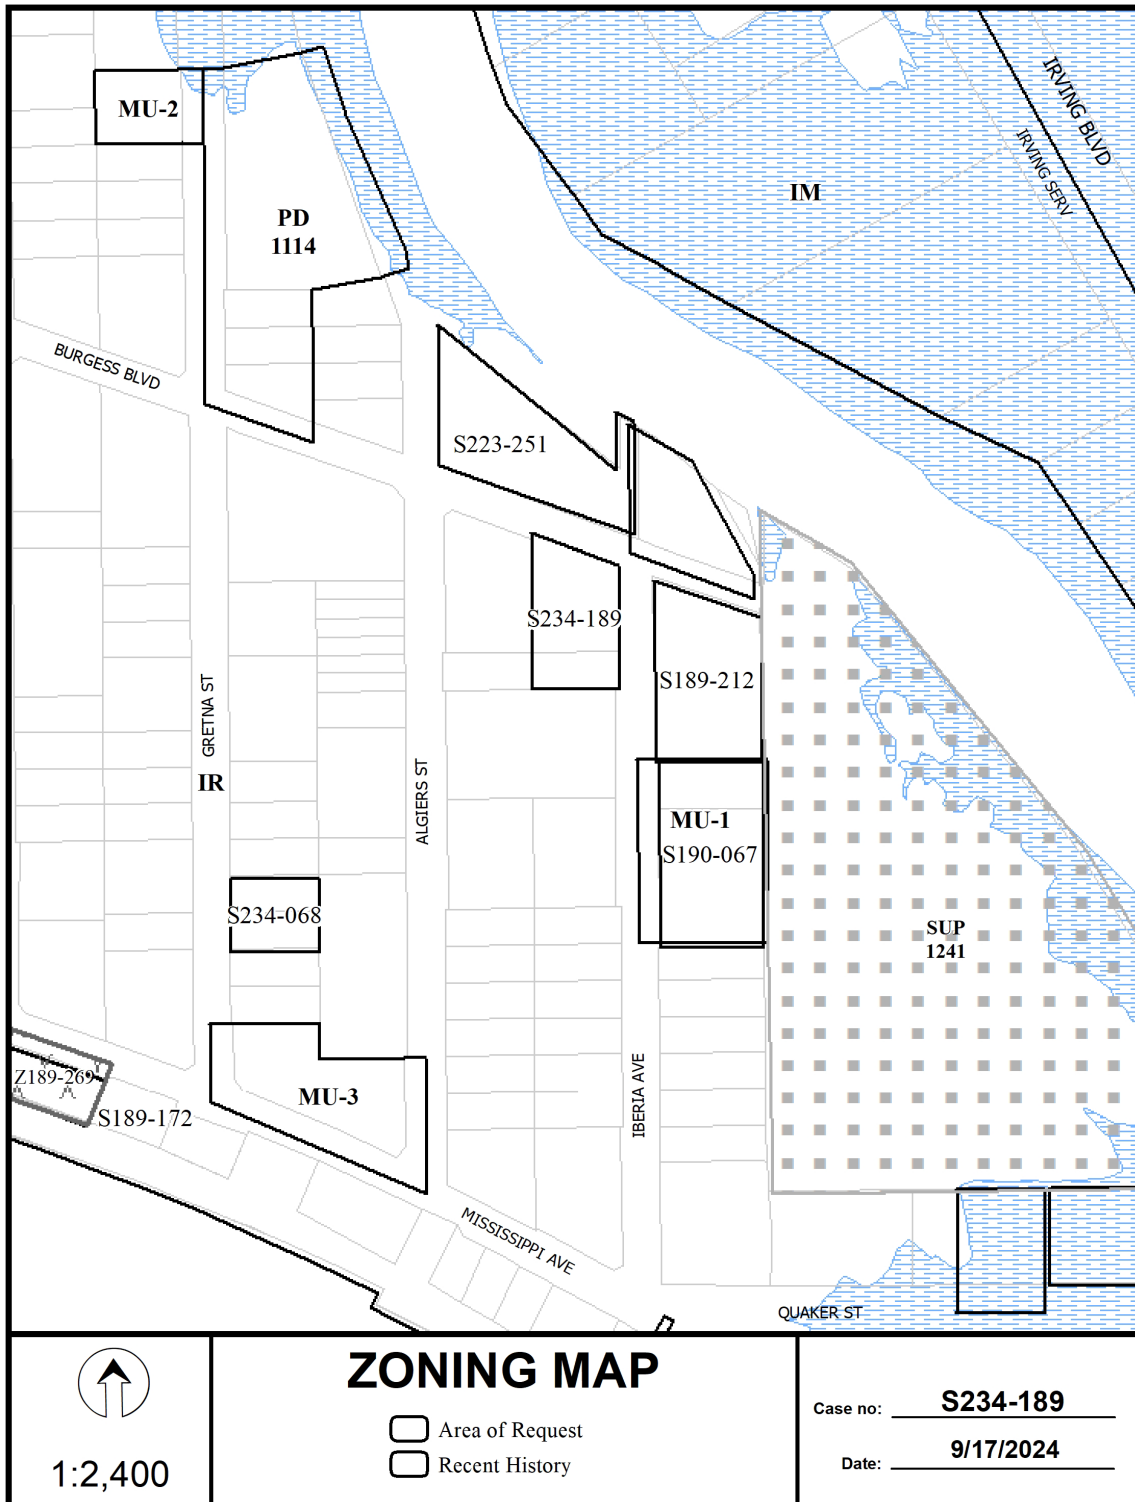 IRVING BLVD
IRVING SERV
MU-2
IM
PD
1114
BURGESS BLVD
S223-251
S234-189
S189-212
GRETNA ST
IR
ALGIERS ST
MU-1
S190-067
S234-068
SUP
1241
Z189-269
S189-172
MU-3
IBERIA AVE
MISSISSIPPI AVE
QUAKER ST
1:2,400
ZONING MAP
Area of Request
Recent History
Case no: S234-189
Date: 9/17/2024